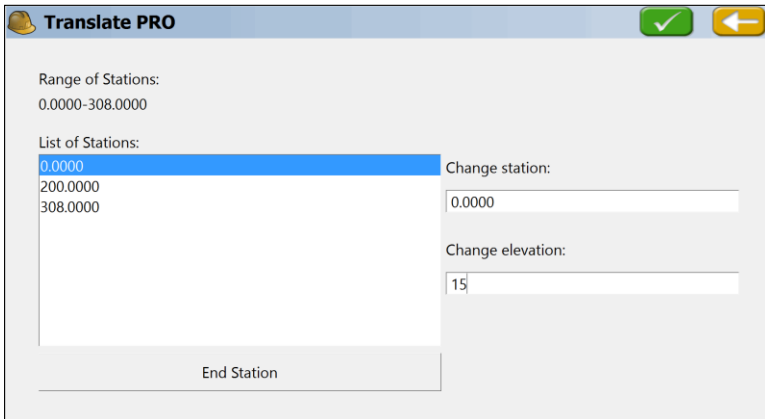 Translate PRO
Range of Stations:
0.0000-308.0000
List of Stations:
0.0000
200.0000
308.0000
Change station:
0.0000
Change elevation:
15
End Station